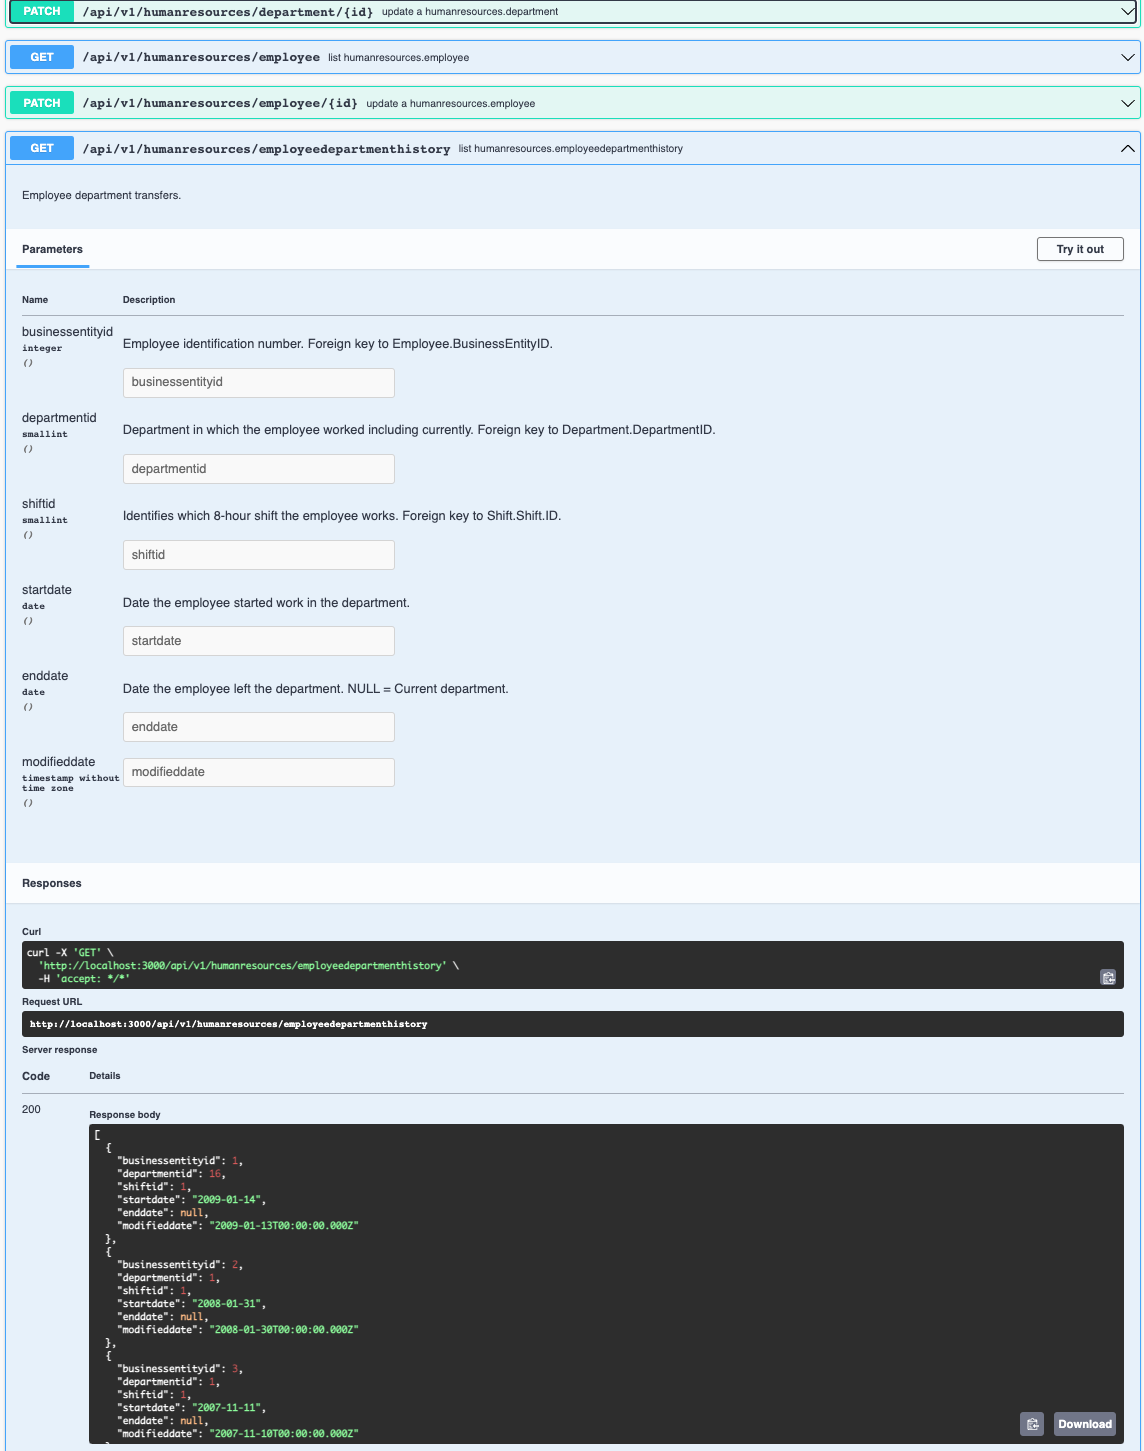 PATCH /api/v1/humanresources/department/{id} update a humanresources.department
GET /api/v1/humanresources/employee list humanresources.employee
PATCH /api/v1/humanresources/employee/{id} update a humanresources.employee
GET /api/v1/humanresources/employeedepartmenthistory list humanresources.employeedepartmenthistory
Employee department transfers.
Parameters
Try it out
Name Description
businessentityid
integer
()
Employee identification number. Foreign key to Employee.BusinessEntityID.
businessentityid
departmentid
smallint
()
Department in which the employee worked including currently. Foreign key to Department.DepartmentID.
departmentid
shiftid
smallint
()
Identifies which 8-hour shift the employee works. Foreign key to Shift.Shift.ID.
shiftid
startdate
date
()
Date the employee started work in the department.
startdate
enddate
date
()
Date the employee left the department. NULL = Current department.
enddate
modifieddate
timestamp without
time zone
()
modifieddate
Responses
Curl
curl -X 'GET' \
'http://localhost:3000/api/v1/humanresources/employeedepartmenthistory' \
-H 'accept: */*'
Request URL
http://localhost:3000/api/v1/humanresources/employeedepartmenthistory
Server response
Code Details
200
Response body
[
{
"businessentityid": 1,
"departmentid": 16,
"shiftid": 1,
"startdate": "2009-01-14",
"enddate": null,
"modifieddate": "2009-01-13T00:00:00.000Z"
},
{
"businessentityid": 2,
"departmentid": 1,
"shiftid": 1,
"startdate": "2008-01-31",
"enddate": null,
"modifieddate": "2008-01-30T00:00:00.000Z"
},
{
"businessentityid": 3,
"departmentid": 1,
"shiftid": 1,
"startdate": "2007-11-11",
"enddate": null,
"modifieddate": "2007-11-10T00:00:00.000Z"
Download